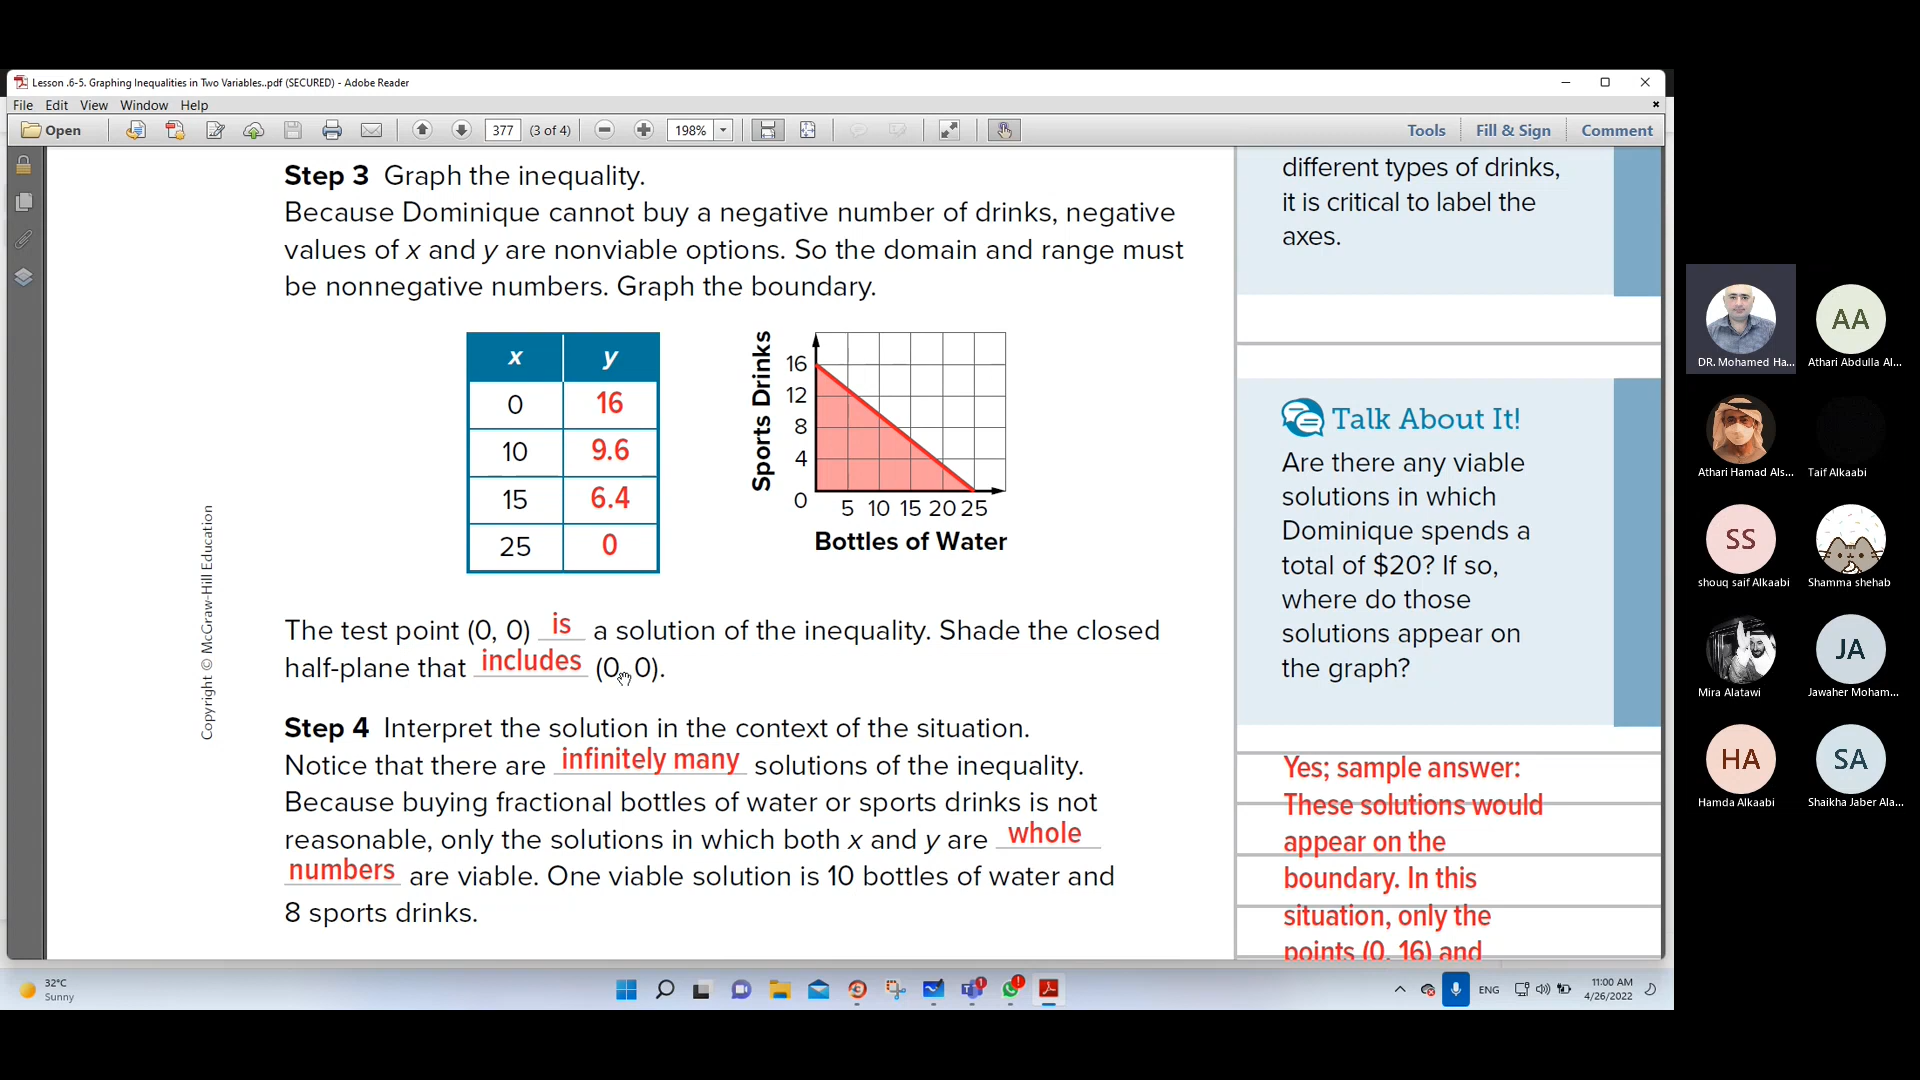 Lesson .6-5. Graphing Inequalities in Two Variables..pdf (SECURED) - Adobe Reader
File Edit View Window Help
Open 377 (3 of 4) 198% Tools Fill & Sign Comment
Step 3 Graph the inequality.
Because Dominique cannot buy a negative number of drinks, negative
values of x and y are nonviable options. So the domain and range must
be nonnegative numbers. Graph the boundary.
x y
0 16
10 9.6
15 6.4
25 0
Sports Drinks
16
12
8
4
0
5 10 15 20 25
Bottles of Water
The test point (0, 0) is a solution of the inequality. Shade the closed
half-plane that includes (0, 0).
Step 4 Interpret the solution in the context of the situation.
Notice that there are infinitely many solutions of the inequality.
Because buying fractional bottles of water or sports drinks is not
reasonable, only the solutions in which both x and y are whole
numbers are viable. One viable solution is 10 bottles of water and
8 sports drinks.
Copyright © McGraw-Hill Education
different types of drinks,
it is critical to label the
axes.
Talk About It!
Are there any viable
solutions in which
Dominique spends a
total of $20? If so,
where do those
solutions appear on
the graph?
Yes; sample answer:
These solutions would
appear on the
boundary. In this
situation, only the
points (0, 16) and
DR. Mohamed Ha...
AA
Athari Abdulla Al...
Athari Hamad Als...
Taif Alkaabi
SS
shouq saif Alkaabi
Shamma shehab
Mira Alatawi
JA
Jawaher Moham...
HA
Hamda Alkaabi
SA
Shaikha Jaber Ala...
32°C
Sunny
ENG
11:00 AM
4/26/2022